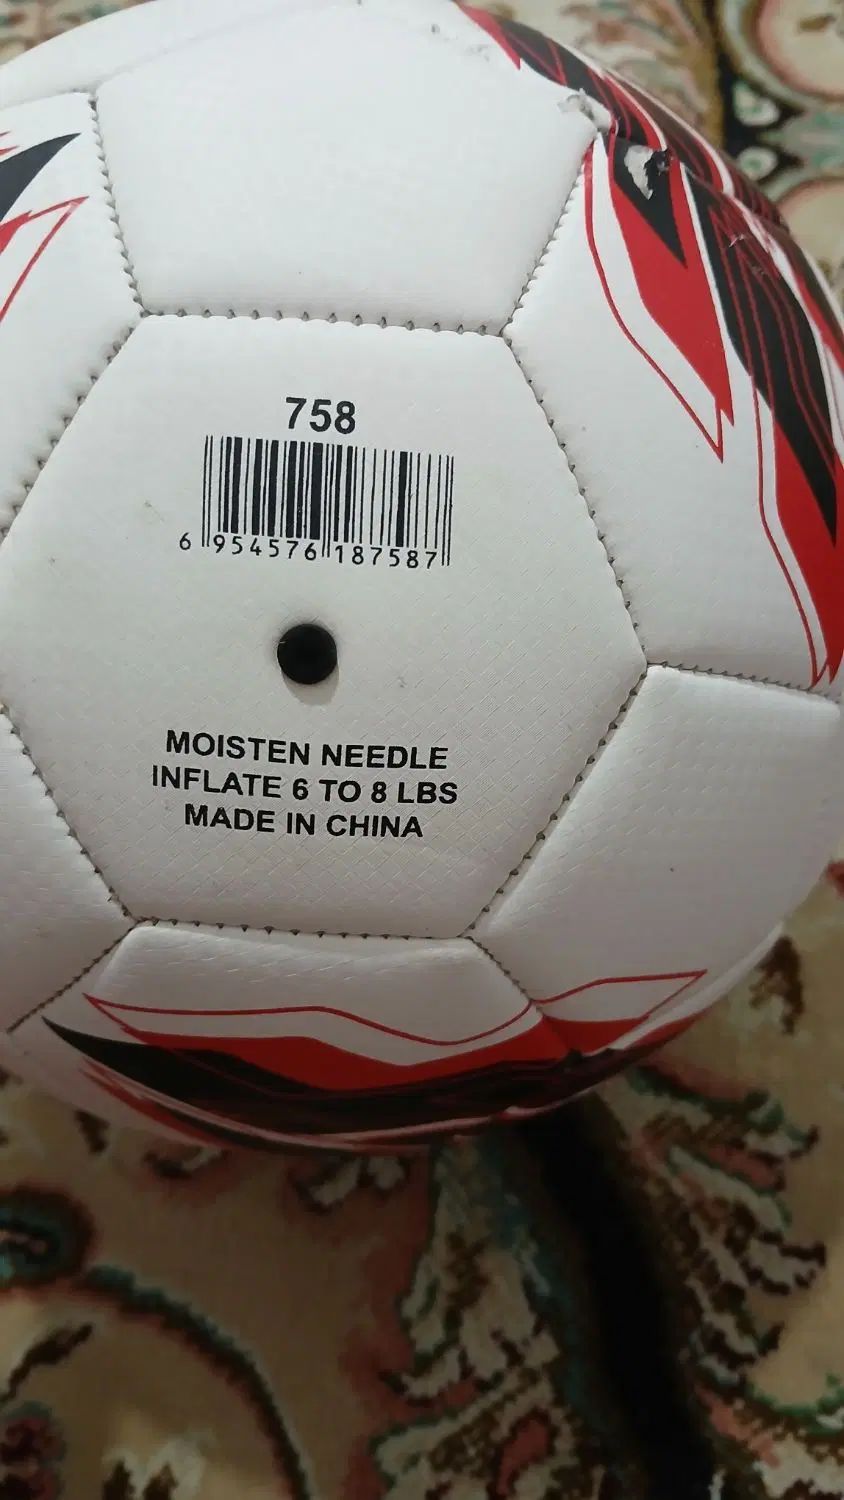 758
6 954576 187587
MOISTEN NEEDLE
INFLATE 6 TO 8 LBS
MADE IN CHINA